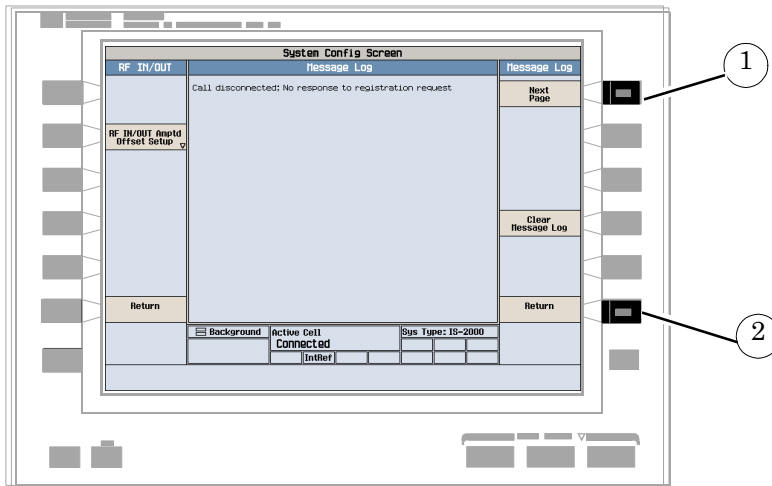 System Config Screen
RF IN/OUT
Message Log
Message Log
Call disconnected; No response to registration request
Next
Page
RF IN/OUT Amptd
Offset Setup
Clear
Message Log
Return
Return
Background
Active Cell
Sys Type: IS-2000
Connected
IntRef
1
2